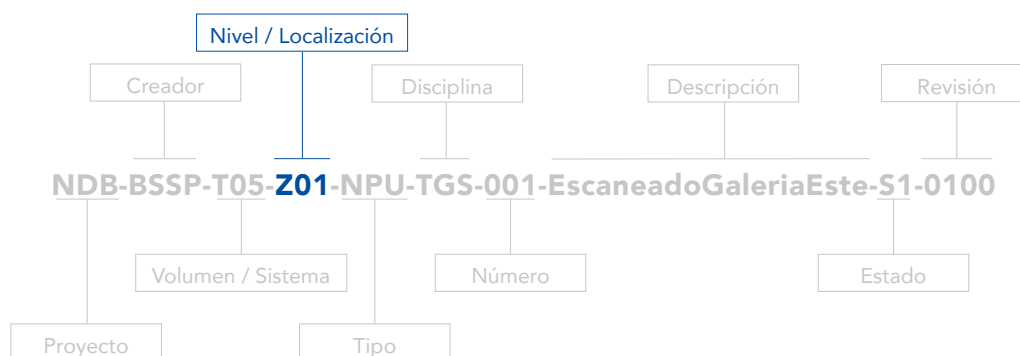 Nivel / Localización
Creador
Disciplina
Descripción
Revisión
NDB-BSSP-T05-Z01-NPU-TGS-001-EscaneadoGaleriaEste-S1-0100
Volumen / Sistema
Número
Estado
Proyecto
Tipo